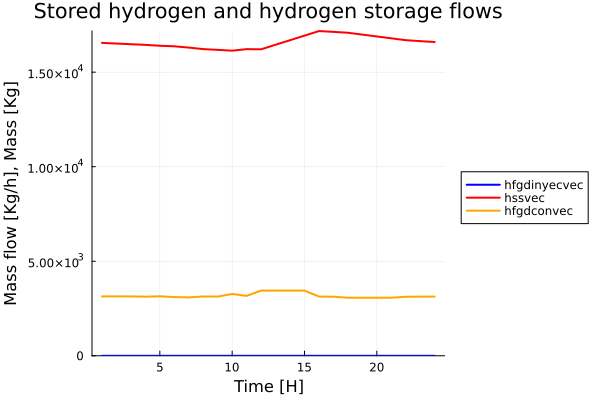 Stored hydrogen and hydrogen storage flows
Mass flow [Kg/h], Mass [Kg]
1.50×10⁴
1.00×10⁴
5.00×10³
0
5 10 15 20
Time [H]
hfgdinyecvec
hssvec
hfgdconvec